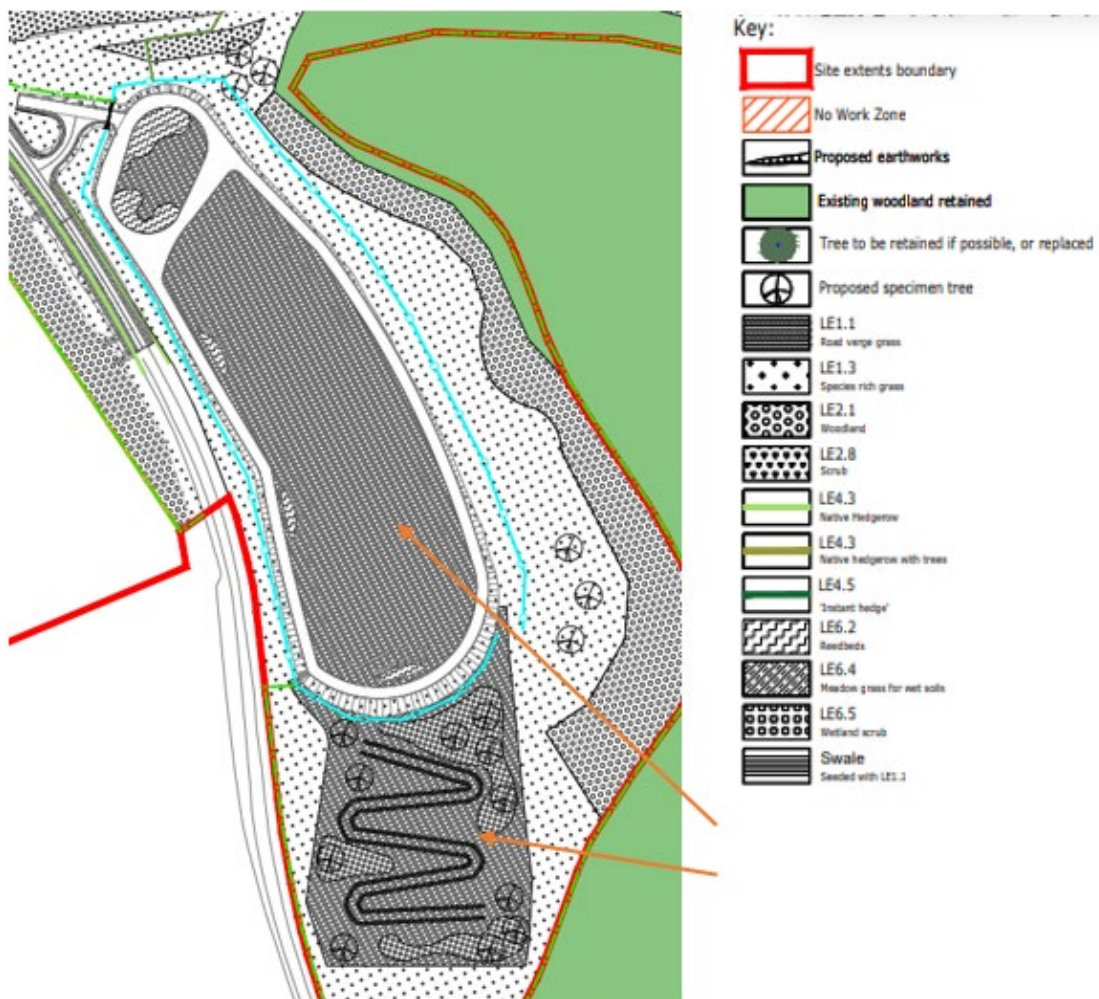 Key:
Site extents boundary
No Work Zone
Proposed earthworks
Existing woodland retained
Tree to be retained if possible, or replaced
Proposed specimen tree
LE1.1
Road verge grass
LE1.3
Species rich grass
LE2.1
Woodland
LE2.8
Scrub
LE4.3
Native Hedgerow
LE4.3
Native hedgerow with trees
LE4.5
'Instant hedge'
LE6.2
Reedbeds
LE6.4
Meadow grass for wet soils
LE6.5
Wetland scrub
Swale
Seeded with LE1.1